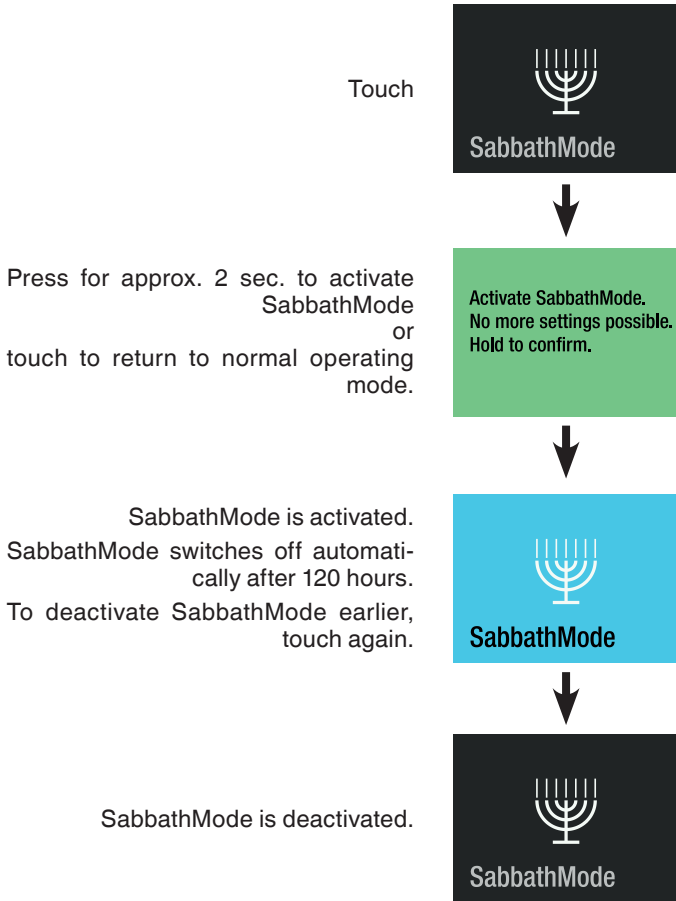 Touch
SabbathMode
Press for approx. 2 sec. to activate
SabbathMode
or
touch to return to normal operating
mode.
Activate SabbathMode.
No more settings possible.
Hold to confirm.
SabbathMode is activated.
SabbathMode switches off automati-
cally after 120 hours.
To deactivate SabbathMode earlier,
touch again.
SabbathMode
SabbathMode is deactivated.
SabbathMode